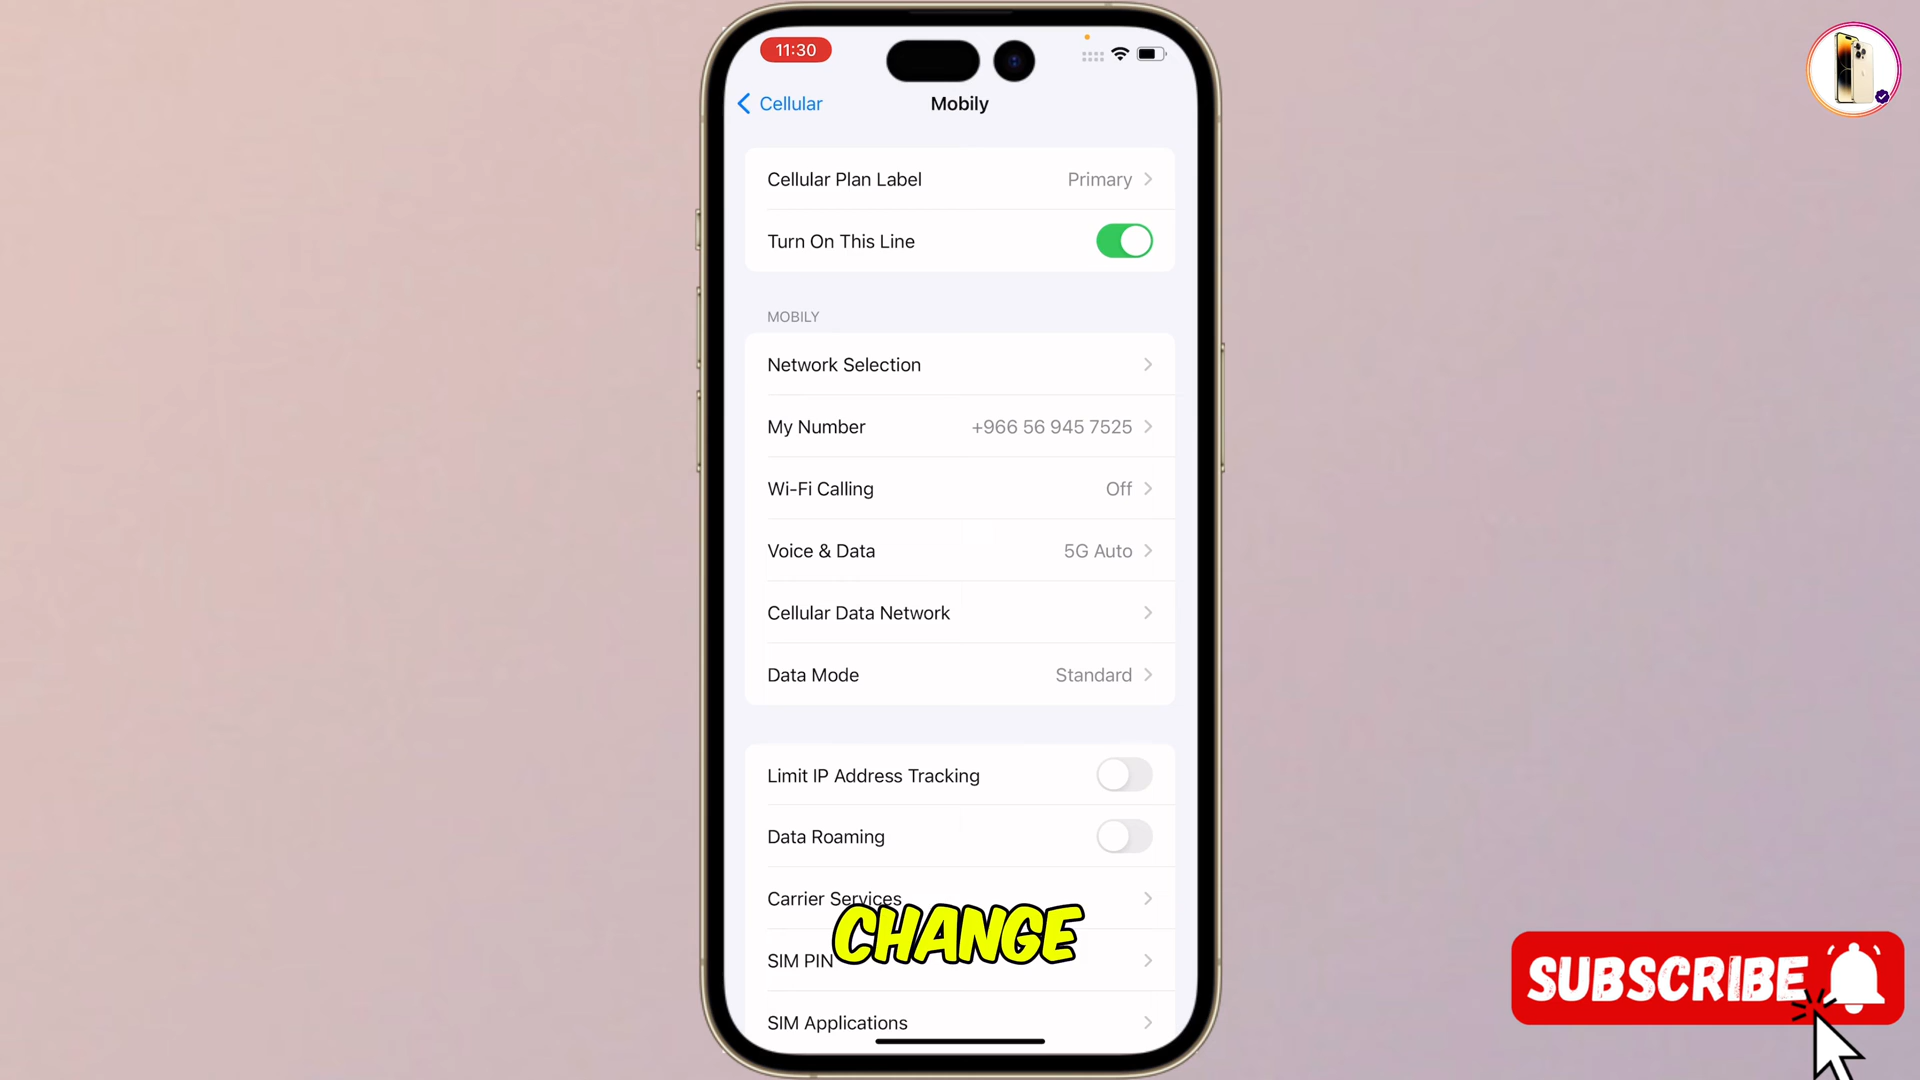 11:30
Cellular
Mobily
Cellular Plan Label Primary
Turn On This Line
MOBILY
Network Selection
My Number +966 56 945 7525
Wi-Fi Calling Off
Voice & Data 5G Auto
Cellular Data Network
Data Mode Standard
Limit IP Address Tracking
Data Roaming
Carrier Services
CHANGE
SIM PIN
SIM Applications
SUBSCRIBE